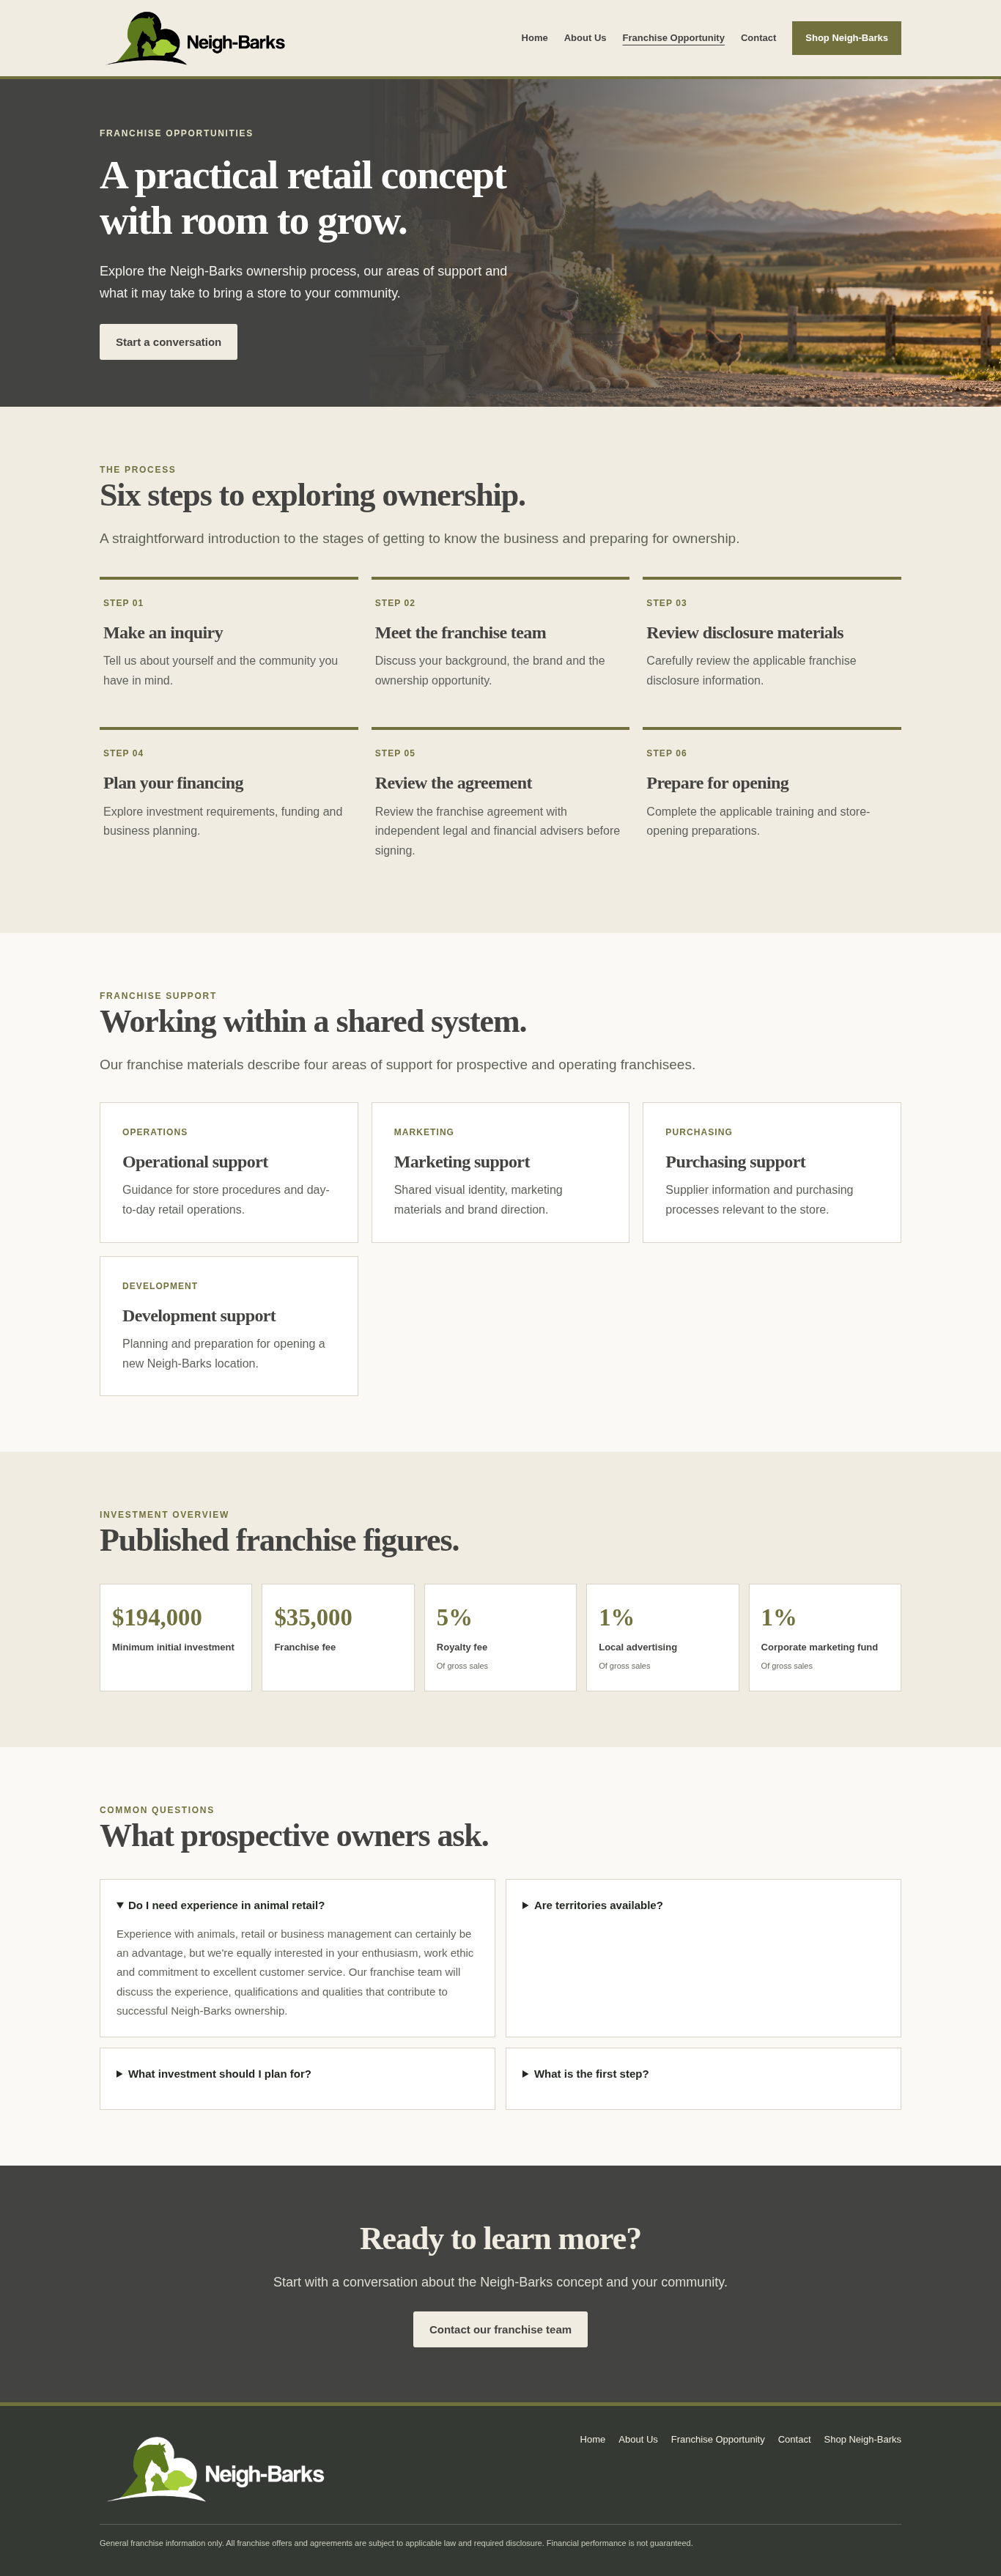 Neigh-Barks
Home About Us Franchise Opportunity Contact Shop Neigh-Barks
FRANCHISE OPPORTUNITIES
A practical retail concept
with room to grow.
Explore the Neigh-Barks ownership process, our areas of support and
what it may take to bring a store to your community.
Start a conversation
THE PROCESS
Six steps to exploring ownership.
A straightforward introduction to the stages of getting to know the business and preparing for ownership.
STEP 01
Make an inquiry
Tell us about yourself and the community you
have in mind.
STEP 02
Meet the franchise team
Discuss your background, the brand and the
ownership opportunity.
STEP 03
Review disclosure materials
Carefully review the applicable franchise
disclosure information.
STEP 04
Plan your financing
Explore investment requirements, funding and
business planning.
STEP 05
Review the agreement
Review the franchise agreement with
independent legal and financial advisers before
signing.
STEP 06
Prepare for opening
Complete the applicable training and store-
opening preparations.
FRANCHISE SUPPORT
Working within a shared system.
Our franchise materials describe four areas of support for prospective and operating franchisees.
OPERATIONS
Operational support
Guidance for store procedures and day-
to-day retail operations.
MARKETING
Marketing support
Shared visual identity, marketing
materials and brand direction.
PURCHASING
Purchasing support
Supplier information and purchasing
processes relevant to the store.
DEVELOPMENT
Development support
Planning and preparation for opening a
new Neigh-Barks location.
INVESTMENT OVERVIEW
Published franchise figures.
$194,000
Minimum initial investment
$35,000
Franchise fee
5%
Royalty fee
Of gross sales
1%
Local advertising
Of gross sales
1%
Corporate marketing fund
Of gross sales
COMMON QUESTIONS
What prospective owners ask.
Do I need experience in animal retail?
Experience with animals, retail or business management can certainly be
an advantage, but we're equally interested in your enthusiasm, work ethic
and commitment to excellent customer service. Our franchise team will
discuss the experience, qualifications and qualities that contribute to
successful Neigh-Barks ownership.
Are territories available?
What investment should I plan for?
What is the first step?
Ready to learn more?
Start with a conversation about the Neigh-Barks concept and your community.
Contact our franchise team
Neigh-Barks
Home About Us Franchise Opportunity Contact Shop Neigh-Barks
General franchise information only. All franchise offers and agreements are subject to applicable law and required disclosure. Financial performance is not guaranteed.